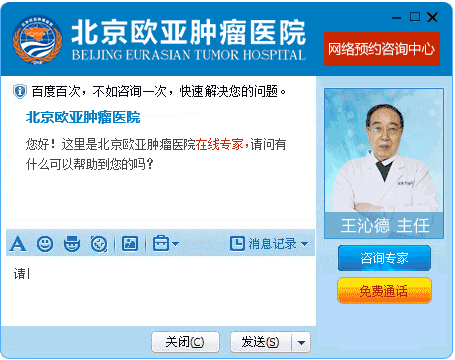 北京欧亚肿瘤医院
BEIJING EURASIAN TUMOR HOSPITAL
网络预约咨询中心
百度百次，不如咨询一次，快速解决您的问题。
北京欧亚肿瘤医院
您好！这里是北京欧亚肿瘤医院在线专家，请问有
什么可以帮助到您的吗？
王沁德 主任
消息记录
咨询专家
请
免费通话
关闭(C)
发送(S)